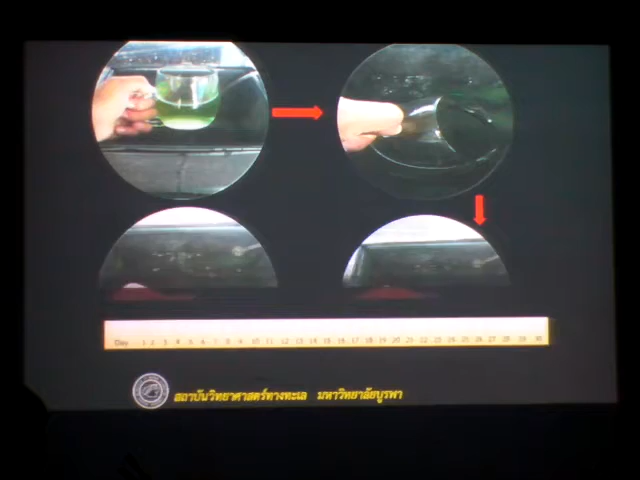 Day 1 2 3 4 5 6 7 8 9 10 11 12 13 14 15 16 17 18 19 20 21 22 23 24 25 26 27 28 29 30
สถาบันวิทยาศาสตร์ทางทะเล มหาวิทยาลัยบูรพา